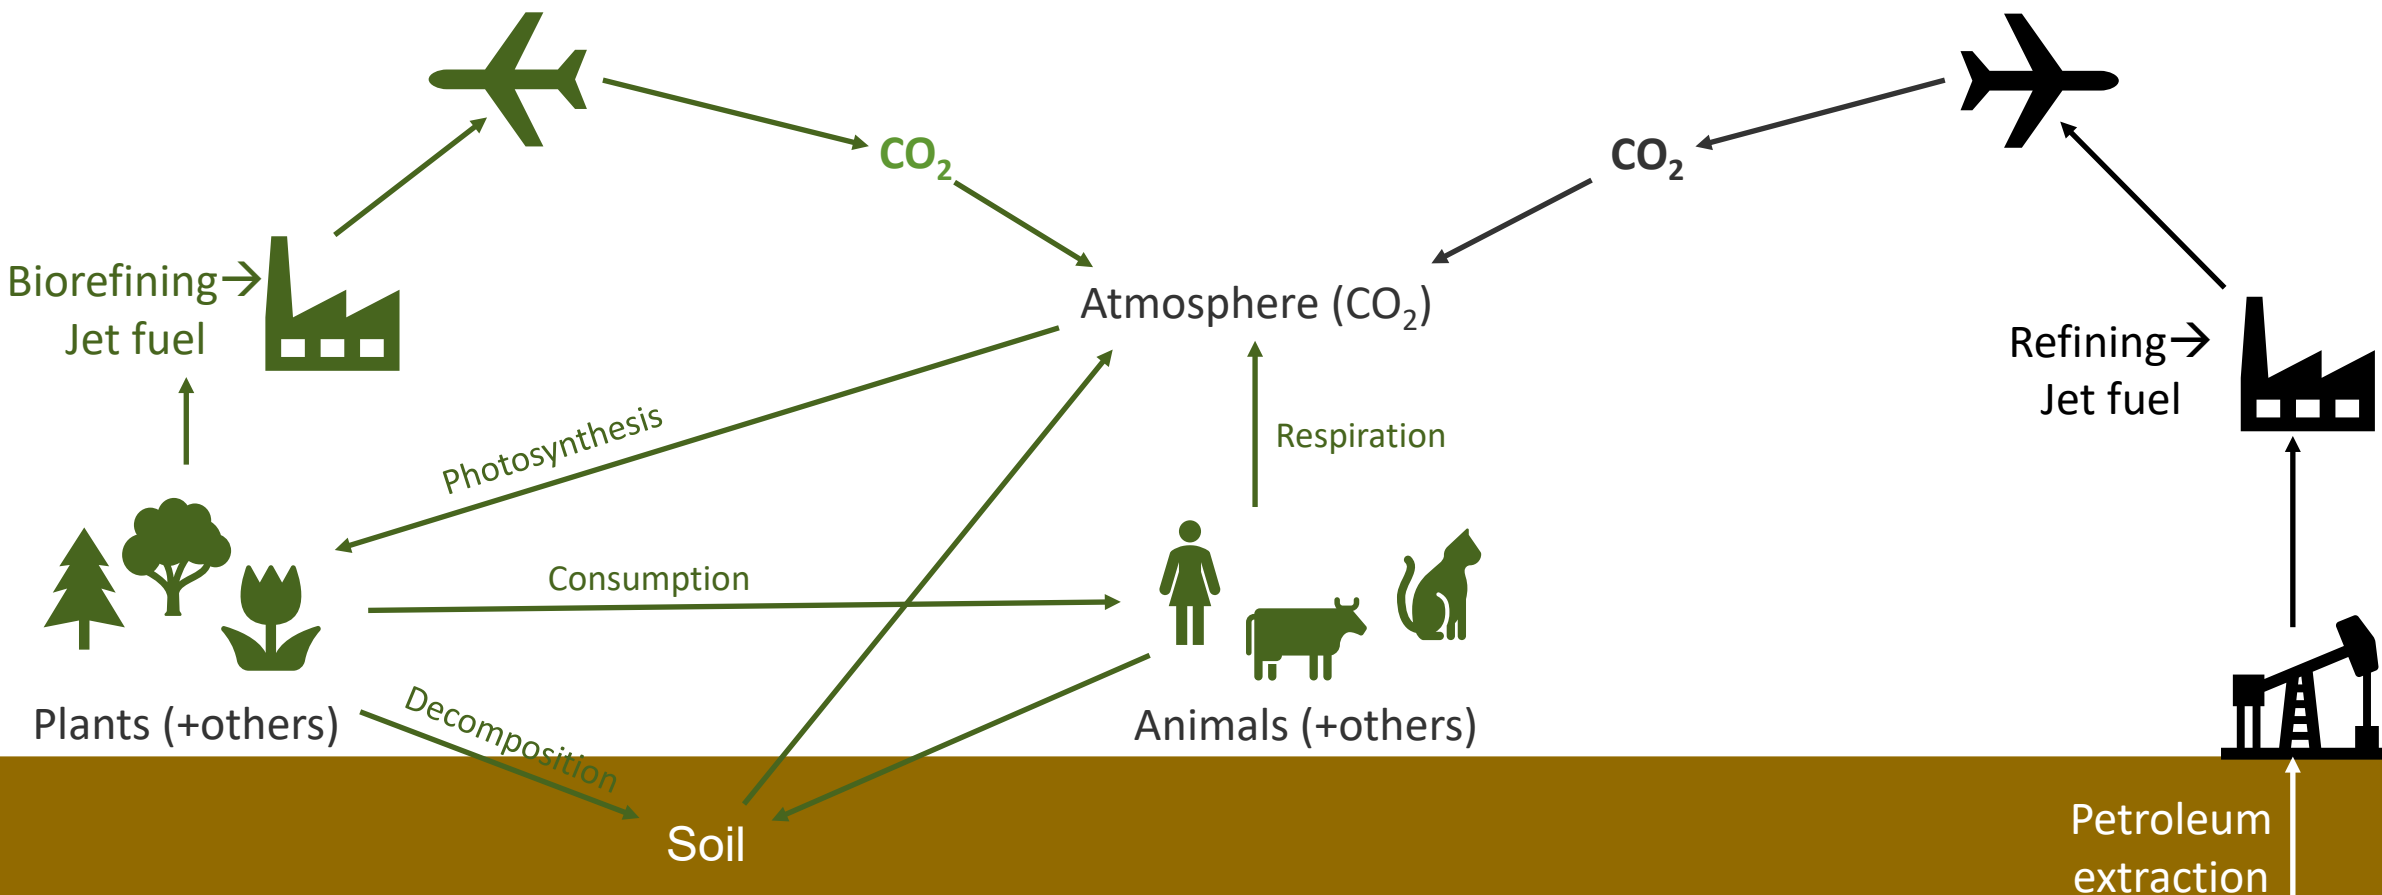 CO₂
CO₂
Biorefining→
Jet fuel
Atmosphere (CO₂)
Refining→
Jet fuel
Photosynthesis
Respiration
Consumption
Decomposition
Plants (+others)
Animals (+others)
Soil
Petroleum
extraction